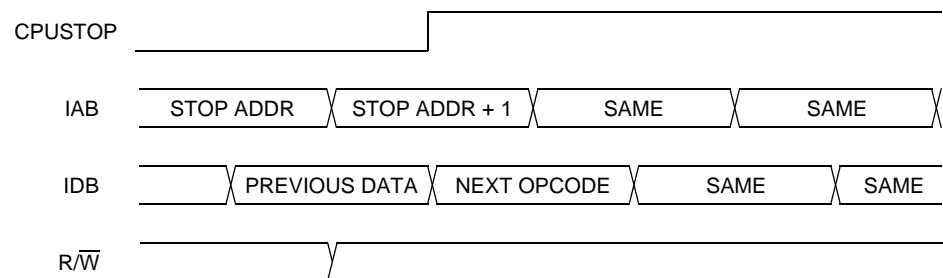 CPUSTOP
IAB STOP ADDR STOP ADDR + 1 SAME SAME
IDB PREVIOUS DATA NEXT OPCODE SAME SAME
R/W̅